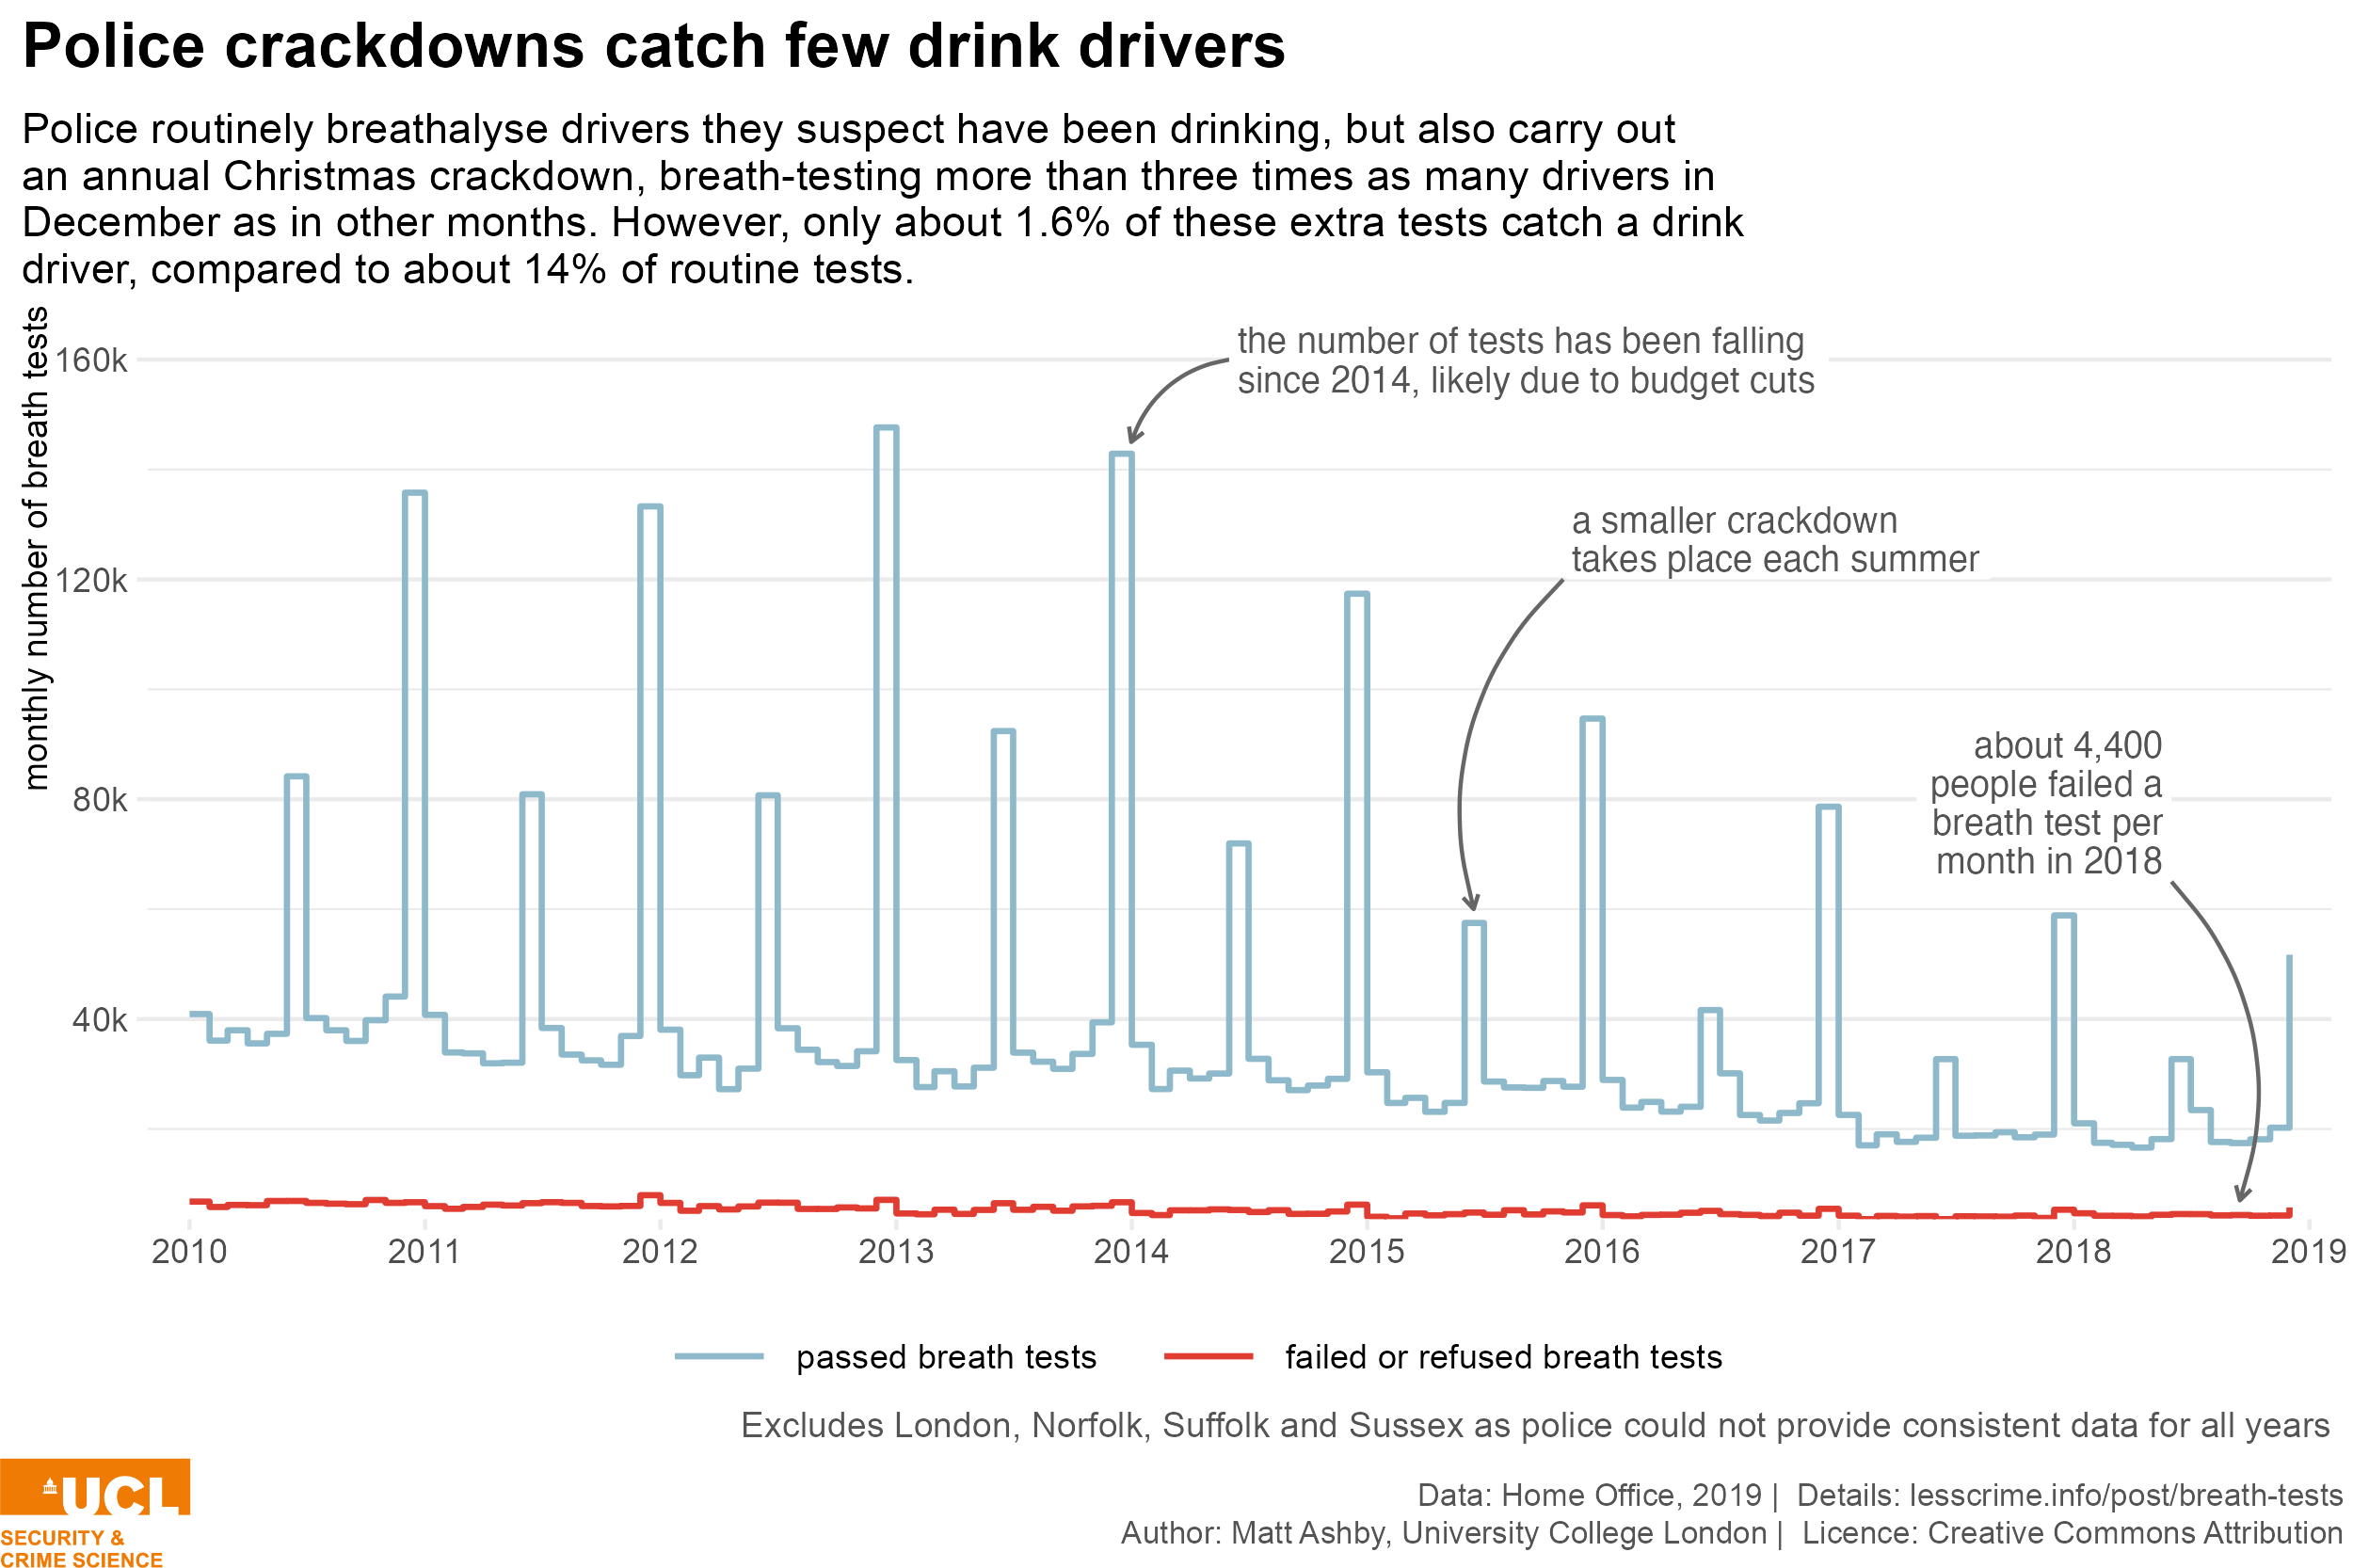 Police crackdowns catch few drink drivers
Police routinely breathalyse drivers they suspect have been drinking, but also carry out
an annual Christmas crackdown, breath-testing more than three times as many drivers in
December as in other months. However, only about 1.6% of these extra tests catch a drink
driver, compared to about 14% of routine tests.
monthly number of breath tests
160k
120k
80k
40k
the number of tests has been falling
since 2014, likely due to budget cuts
a smaller crackdown
takes place each summer
about 4,400
people failed a
breath test per
month in 2018
2010 2011 2012 2013 2014 2015 2016 2017 2018 2019
passed breath tests failed or refused breath tests
Excludes London, Norfolk, Suffolk and Sussex as police could not provide consistent data for all years
UCL
SECURITY &
CRIME SCIENCE
Data: Home Office, 2019 | Details: lesscrime.info/post/breath-tests
Author: Matt Ashby, University College London | Licence: Creative Commons Attribution